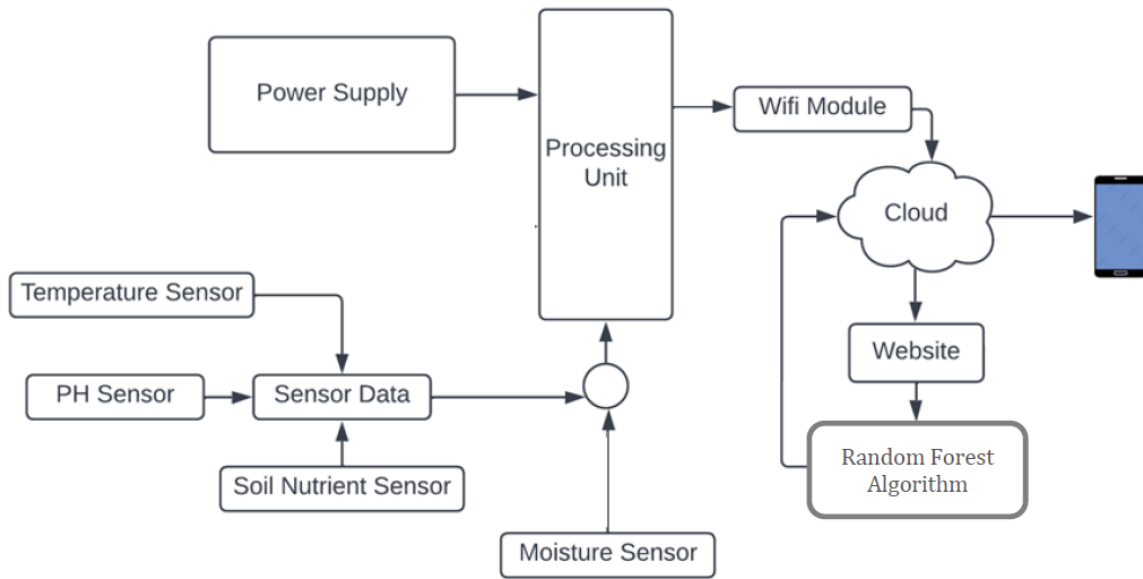 Power Supply
Processing
Unit
Wifi Module
Cloud
Temperature Sensor
PH Sensor
Sensor Data
Soil Nutrient Sensor
Moisture Sensor
Website
Random Forest
Algorithm